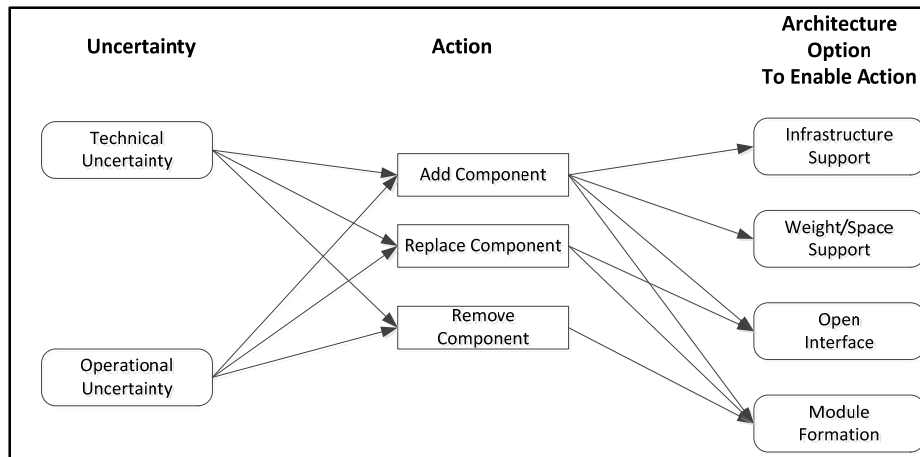 Uncertainty
Action
Architecture
Option
To Enable Action
Technical
Uncertainty
Operational
Uncertainty
Add Component
Replace Component
Remove
Component
Infrastructure
Support
Weight/Space
Support
Open
Interface
Module
Formation